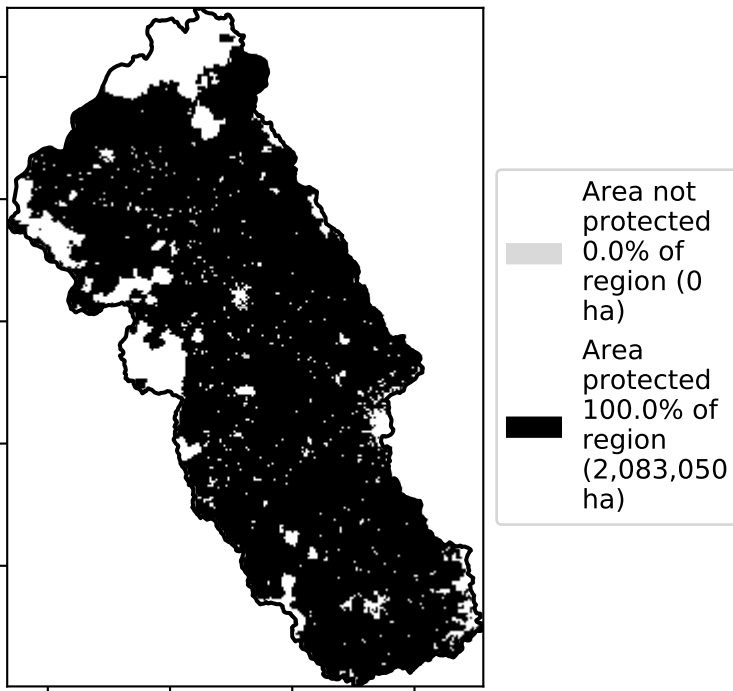 Area not
protected
0.0% of
region (0
ha)
Area
protected
100.0% of
region
(2,083,050
ha)